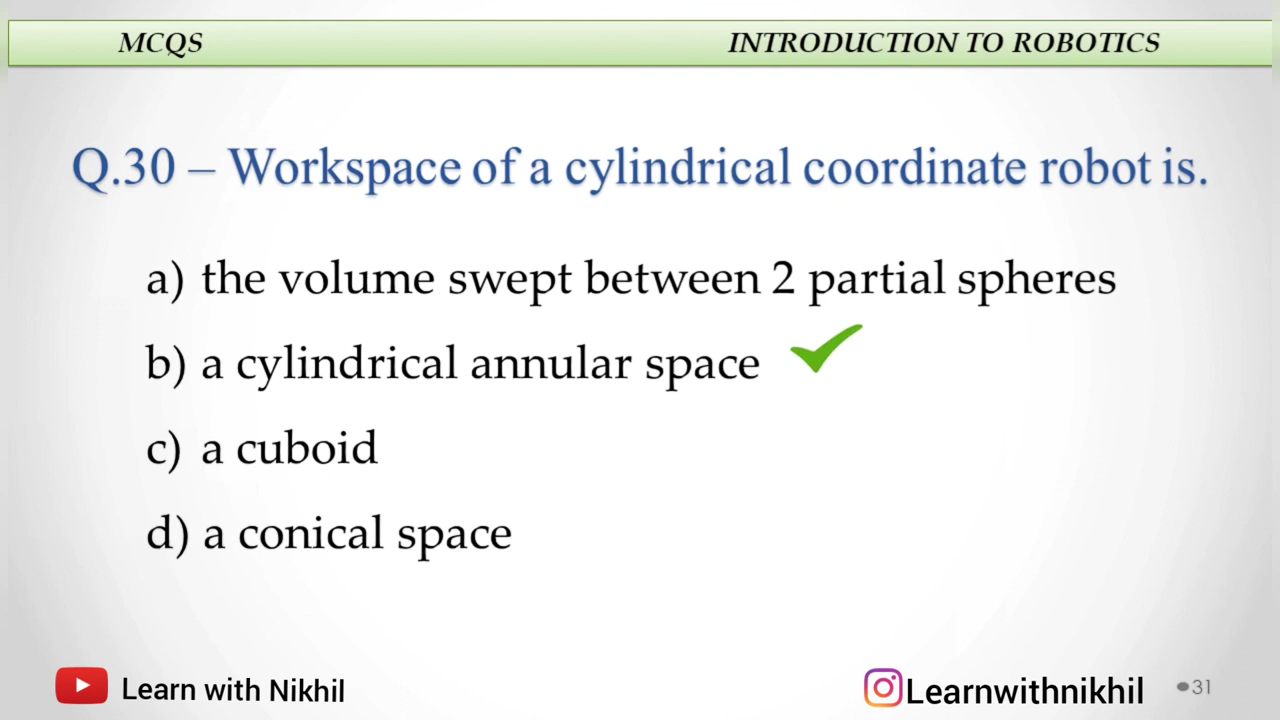 MCQS INTRODUCTION TO ROBOTICS
Q.30 – Workspace of a cylindrical coordinate robot is.
a) the volume swept between 2 partial spheres
b) a cylindrical annular space
c) a cuboid
d) a conical space
Learn with Nikhil Learnwithnikhil 31